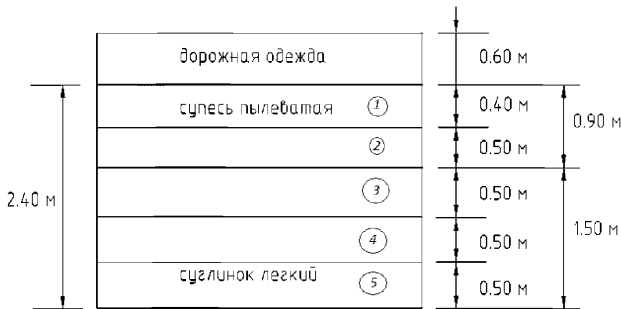 дорожная одежда 0.60 м
супесь пылеватая 1 0.40 м 0.90 м
2 0.50 м
2.40 м 3 0.50 м 1.50 м
4 0.50 м
суглинок легкий 5 0.50 м